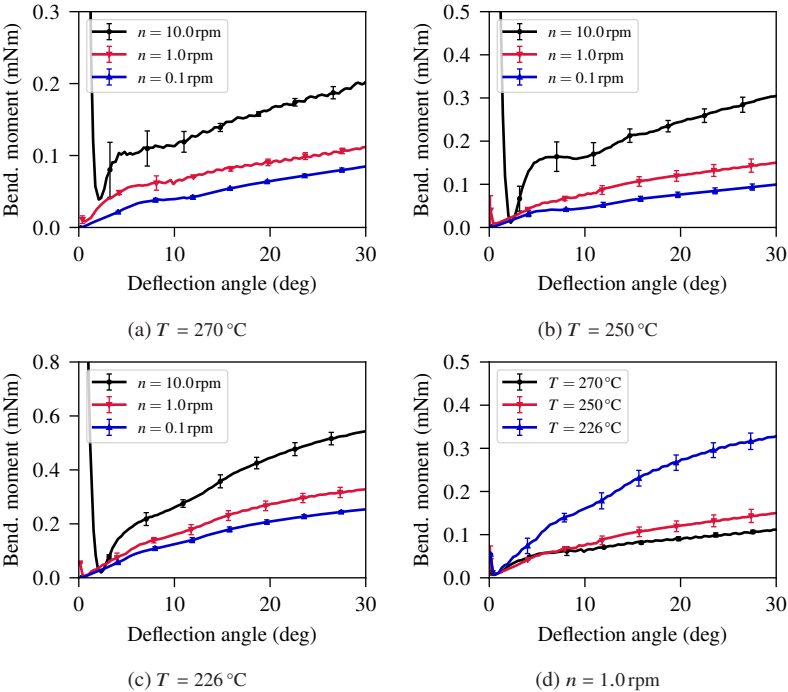 0.3
0.2
0.1
0.0
Bend. moment (mNm)
n = 10.0 rpm
n = 1.0 rpm
n = 0.1 rpm
0 10 20 30
Deflection angle (deg)
(a) T = 270 °C
0.5
0.4
0.3
0.2
0.1
0.0
Bend. moment (mNm)
n = 10.0 rpm
n = 1.0 rpm
n = 0.1 rpm
0 10 20 30
Deflection angle (deg)
(b) T = 250 °C
0.8
0.6
0.4
0.2
0.0
Bend. moment (mNm)
n = 10.0 rpm
n = 1.0 rpm
n = 0.1 rpm
0 10 20 30
Deflection angle (deg)
(c) T = 226 °C
0.5
0.4
0.3
0.2
0.1
0.0
Bend. moment (mNm)
T = 270 °C
T = 250 °C
T = 226 °C
0 10 20 30
Deflection angle (deg)
(d) n = 1.0 rpm